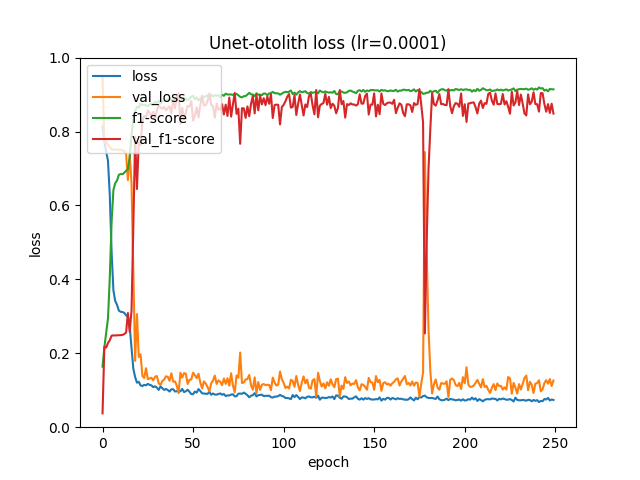 Unet-otolith loss (lr=0.0001)
loss
val_loss
f1-score
val_f1-score
1.0
0.8
0.6
0.4
0.2
0.0
loss
0
50
100
150
200
250
epoch